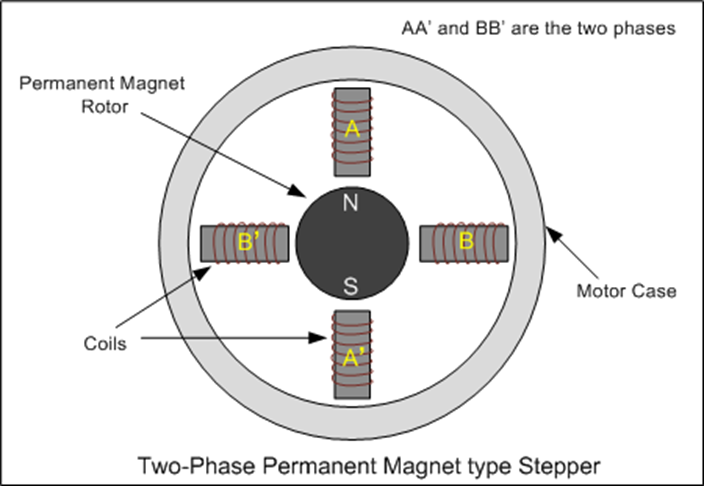 AA’ and BB’ are the two phases
Permanent Magnet
Rotor
A
N
B’
B
S
Motor Case
Coils
A’
Two-Phase Permanent Magnet type Stepper